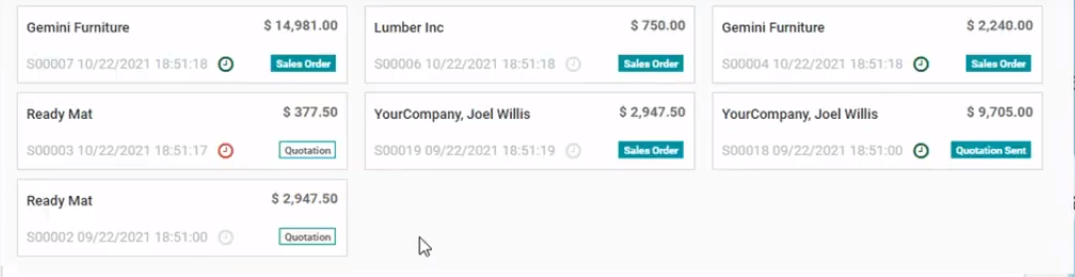 Gemini Furniture $ 14,981.00
S00007 10/22/2021 18:51:18 Sales Order
Lumber Inc $ 750.00
S00006 10/22/2021 18:51:18 Sales Order
Gemini Furniture $ 2,240.00
S00004 10/22/2021 18:51:18 Sales Order
Ready Mat $ 377.50
S00003 10/22/2021 18:51:17 Quotation
YourCompany, Joel Willis $ 2,947.50
S00019 09/22/2021 18:51:19 Sales Order
YourCompany, Joel Willis $ 9,705.00
S00018 09/22/2021 18:51:00 Quotation Sent
Ready Mat $ 2,947.50
S00002 09/22/2021 18:51:00 Quotation